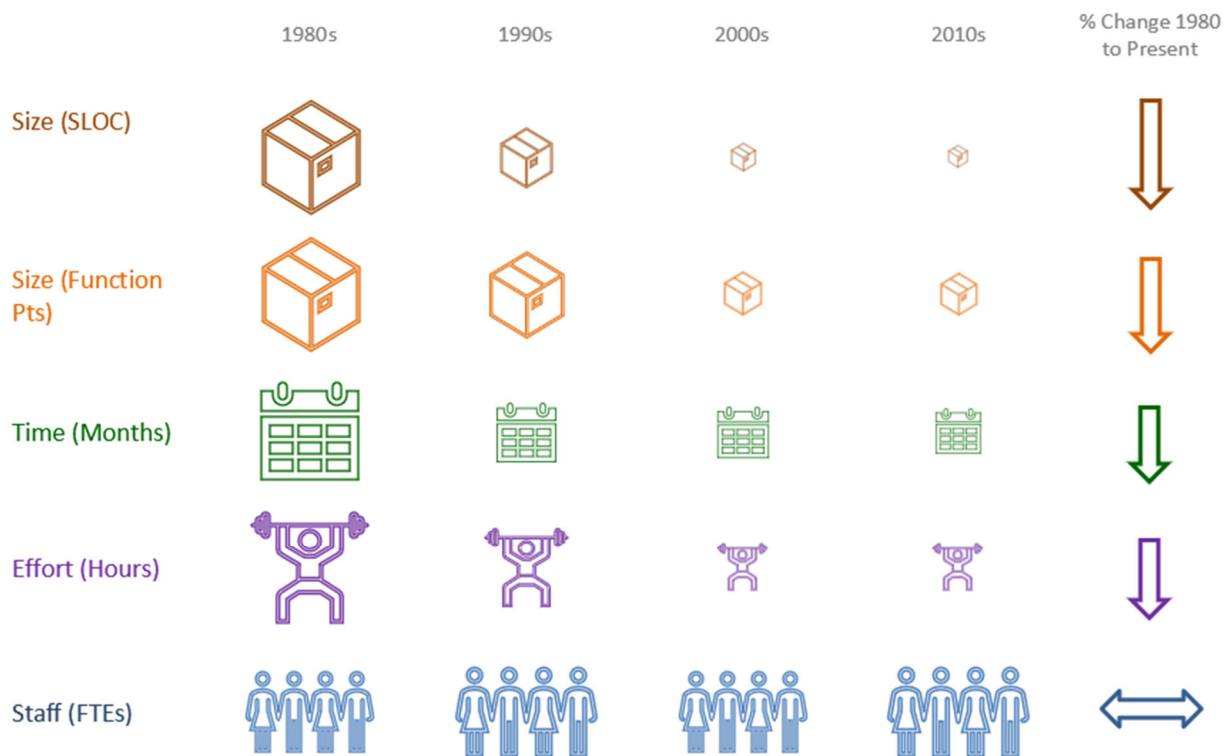 1980s
1990s
2000s
2010s
% Change 1980
to Present
Size (SLOC)
Size (Function
Pts)
Time (Months)
Effort (Hours)
Staff (FTEs)